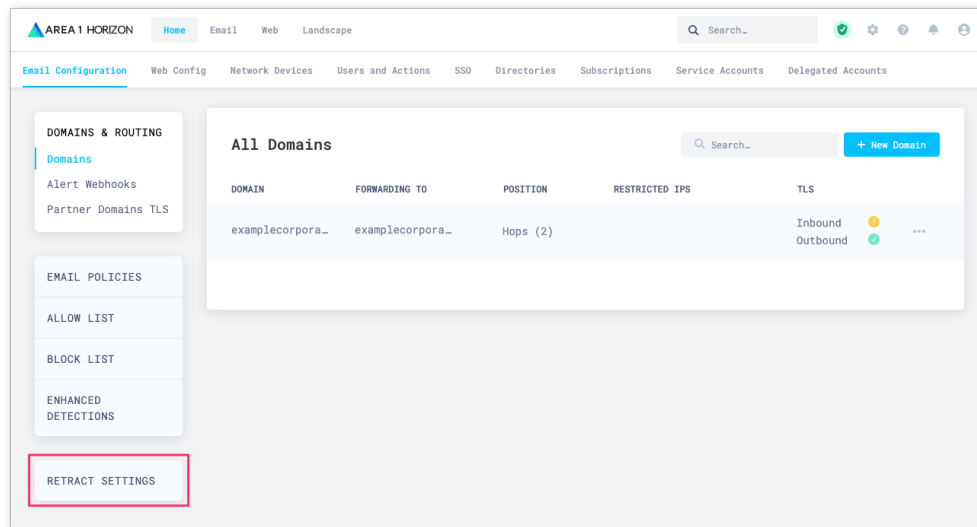 AREA 1 HORIZON Home Email Web Landscape Search…
Email Configuration Web Config Network Devices Users and Actions SSO Directories Subscriptions Service Accounts Delegated Accounts
DOMAINS & ROUTING
Domains
Alert Webhooks
Partner Domains TLS
EMAIL POLICIES
ALLOW LIST
BLOCK LIST
ENHANCED
DETECTIONS
RETRACT SETTINGS
All Domains Search… + New Domain
DOMAIN FORWARDING TO POSITION RESTRICTED IPS TLS
examplecorpora… examplecorpora… Hops (2) Inbound
Outbound